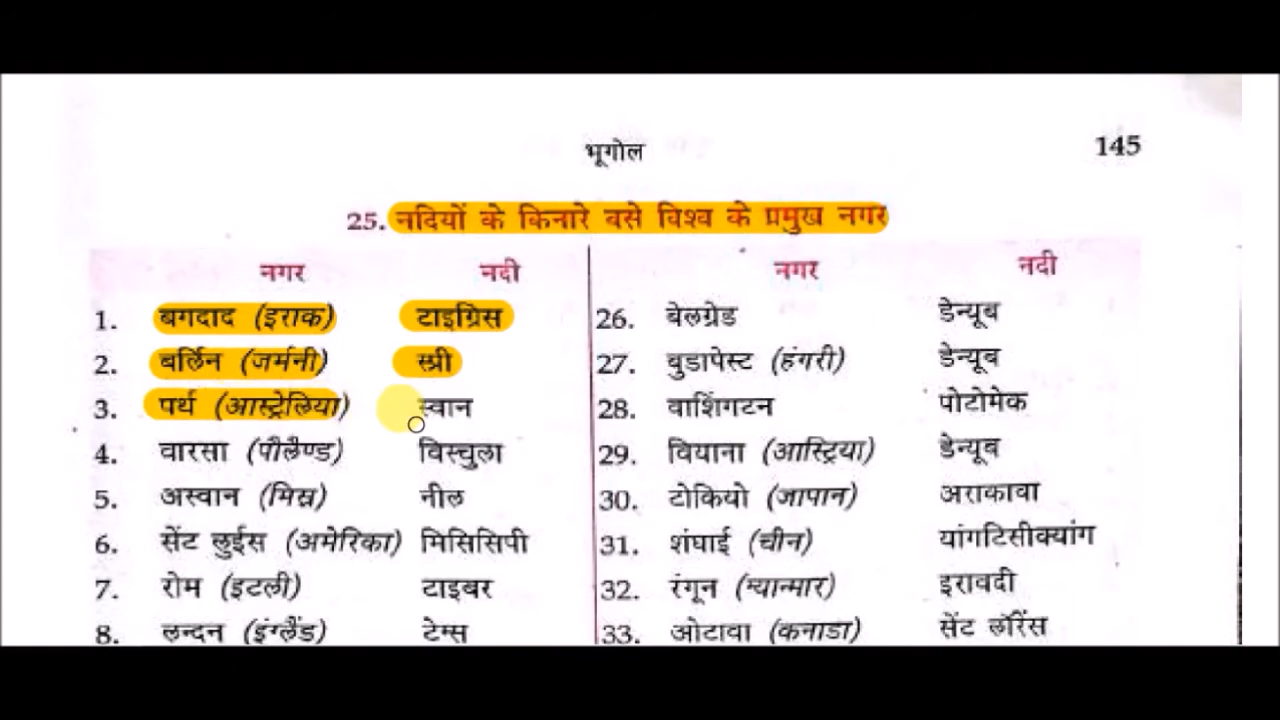 भूगोल 145
25. नदियों के किनारे बसे विश्व के प्रमुख नगर
नगर नदी नगर नदी
1. बगदाद (इराक) टाइग्रिस 26. बेलग्रेड डेन्यूब
2. बर्लिन (जर्मनी) स्प्री 27. बुडापेस्ट (हंगरी) डेन्यूब
3. पर्थ (आस्ट्रेलिया) स्वान 28. वाशिंगटन पोटोमेक
4. वारसा (पौलैण्ड) विस्चुला 29. वियाना (आस्ट्रिया) डेन्यूब
5. अस्वान (मिस्र) नील 30. टोकियो (जापान) अराकावा
6. सेंट लुईस (अमेरिका) मिसिसिपी 31. शंघाई (चीन) यांगटिसीक्यांग
7. रोम (इटली) टाइबर 32. रंगून (म्यान्मार) इरावदी
8. लन्दन (इंग्लैंड) टेम्स 33. ओटावा (कनाडा) सेंट लॉरेंस